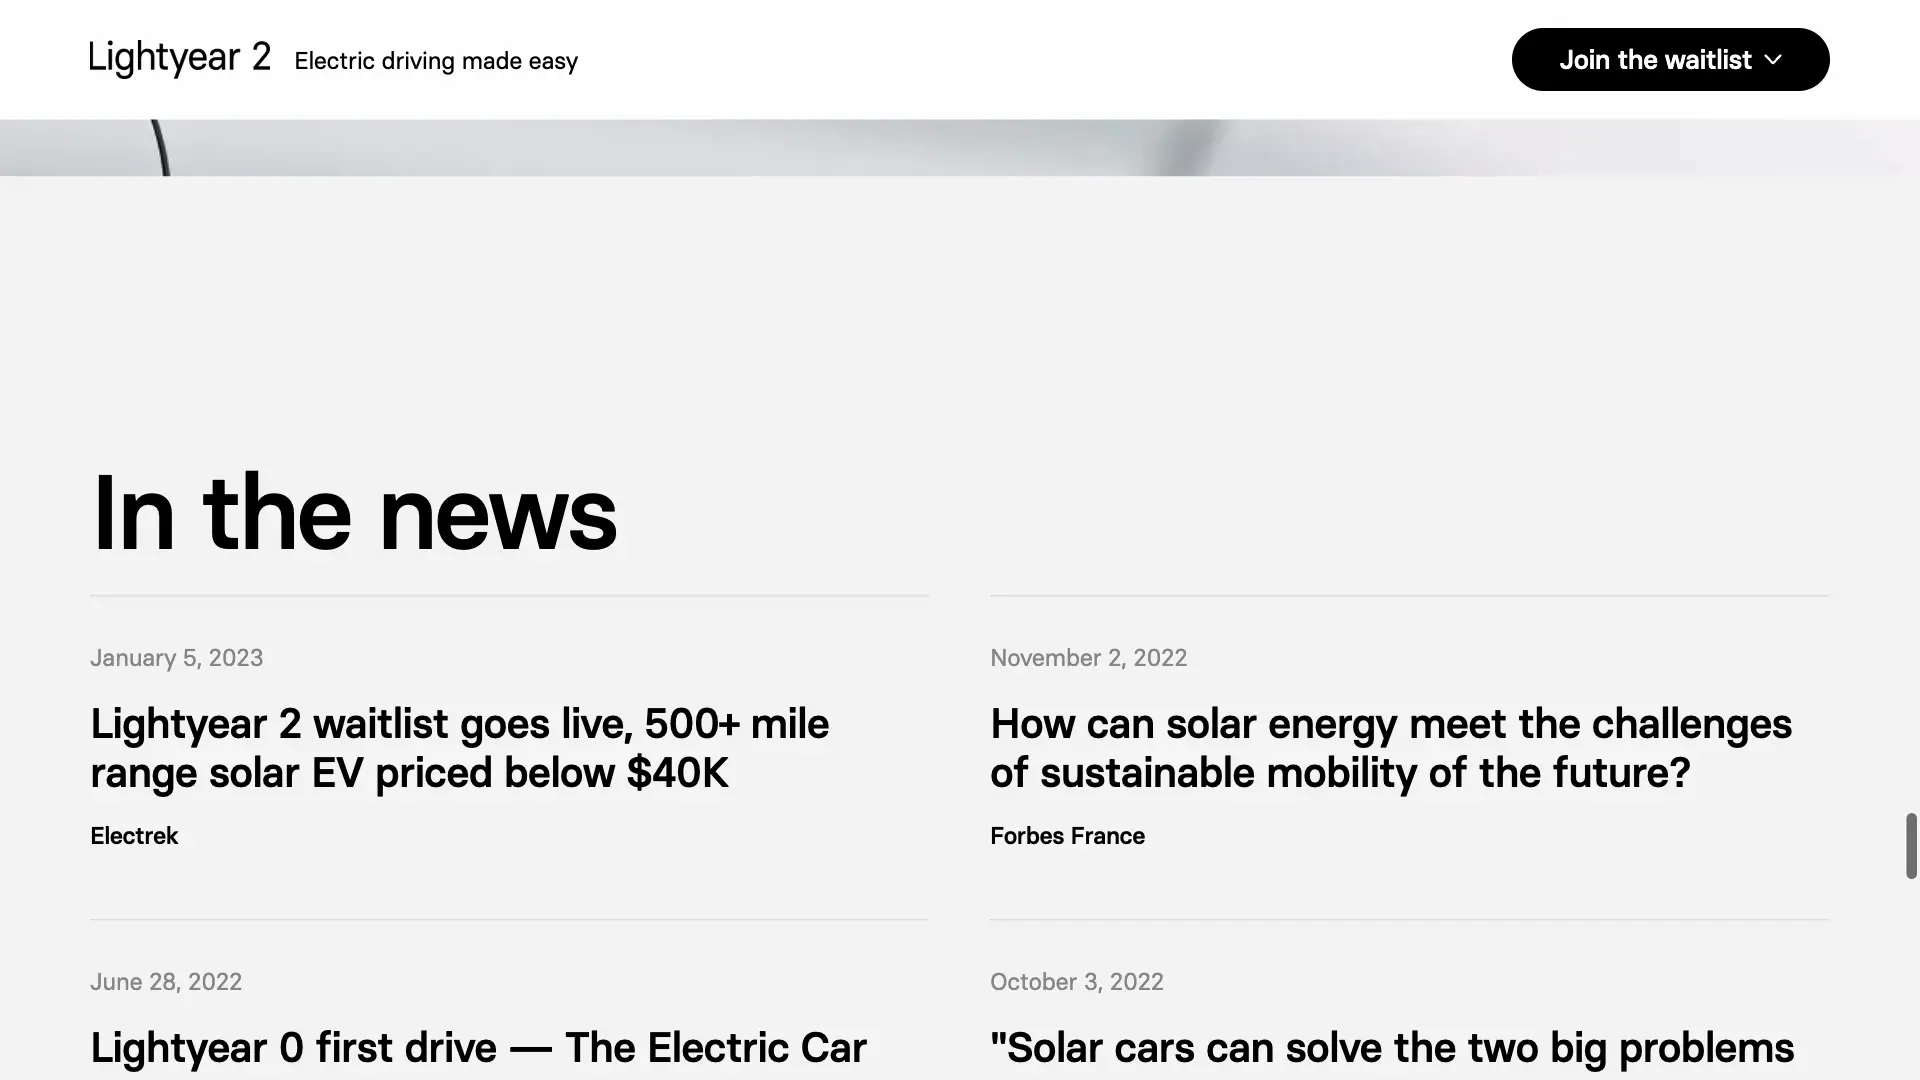 Lightyear 2 Electric driving made easy
Join the waitlist
In the news
January 5, 2023
Lightyear 2 waitlist goes live, 500+ mile
range solar EV priced below $40K
Electrek
November 2, 2022
How can solar energy meet the challenges
of sustainable mobility of the future?
Forbes France
June 28, 2022
Lightyear 0 first drive — The Electric Car
October 3, 2022
"Solar cars can solve the two big problems